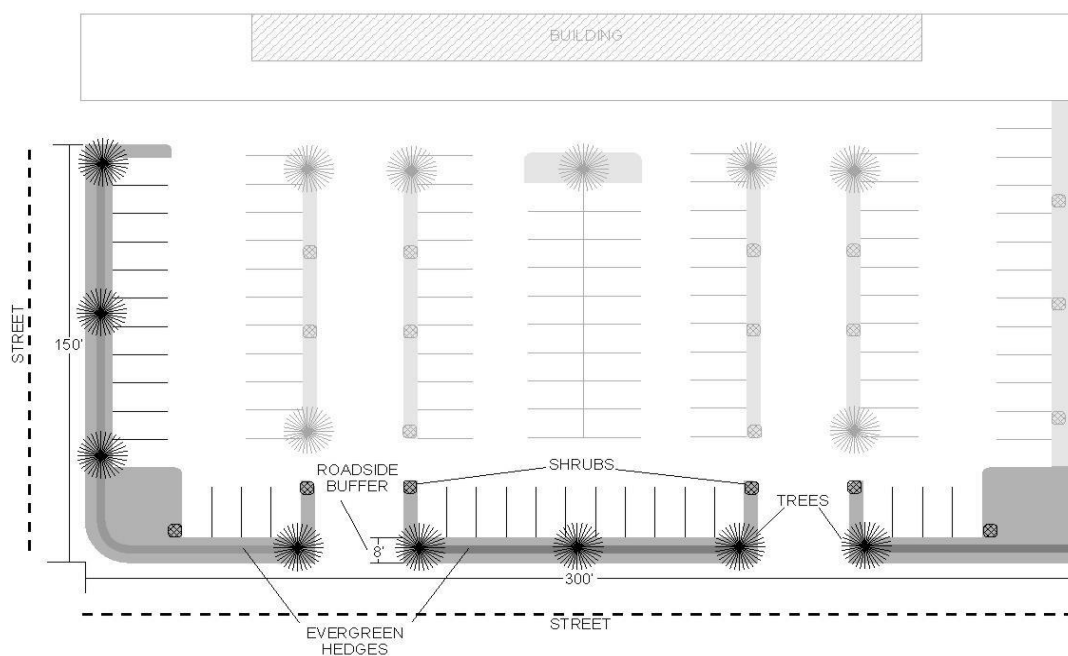 BUILDING
STREET
150'
ROADSIDE
BUFFER
SHRUBS
TREES
8'
300'
EVERGREEN
HEDGES
STREET